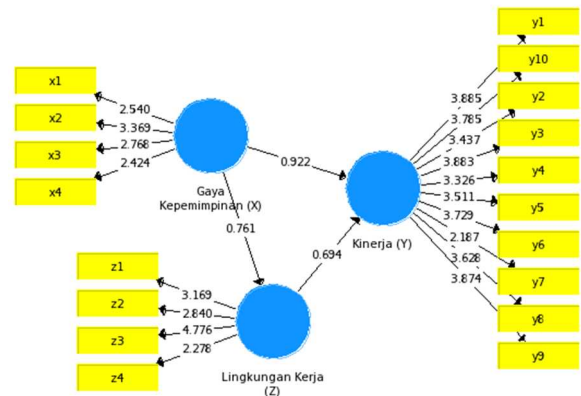 x1
x2
x3
x4
2.540
3.369
2.768
2.424
Gaya
Kepemimpinan (X)
0.922
0.761
0.694
z1
z2
z3
z4
3.169
2.840
4.776
2.278
Lingkungan Kerja
(Z)
Kinerja (Y)
3.885
3.785
3.437
3.883
3.326
3.511
3.729
2.187
3.628
3.874
y1
y10
y2
y3
y4
y5
y6
y7
y8
y9